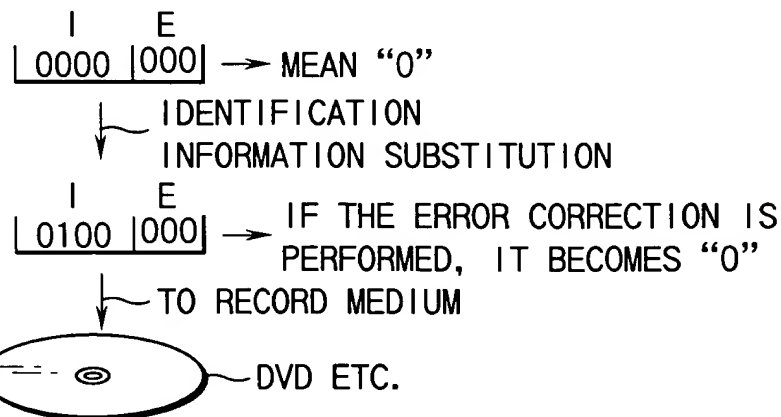 I E
0000 000 → MEAN “0”
IDENTIFICATION
INFORMATION SUBSTITUTION
I E
0100 000 → IF THE ERROR CORRECTION IS
PERFORMED, IT BECOMES “0”
TO RECORD MEDIUM
DVD ETC.